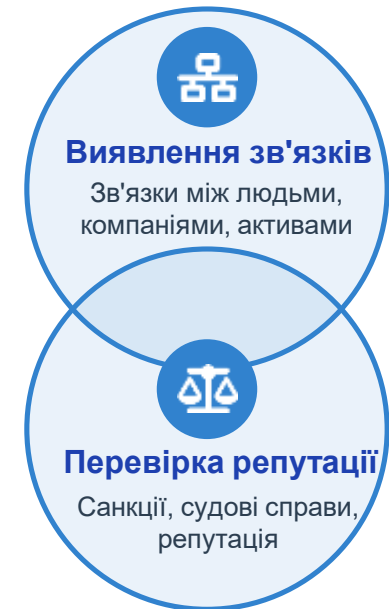 Виявлення зв'язків
Зв'язки між людьми,
компаніями, активами
Перевірка репутації
Санкції, судові справи,
репутація